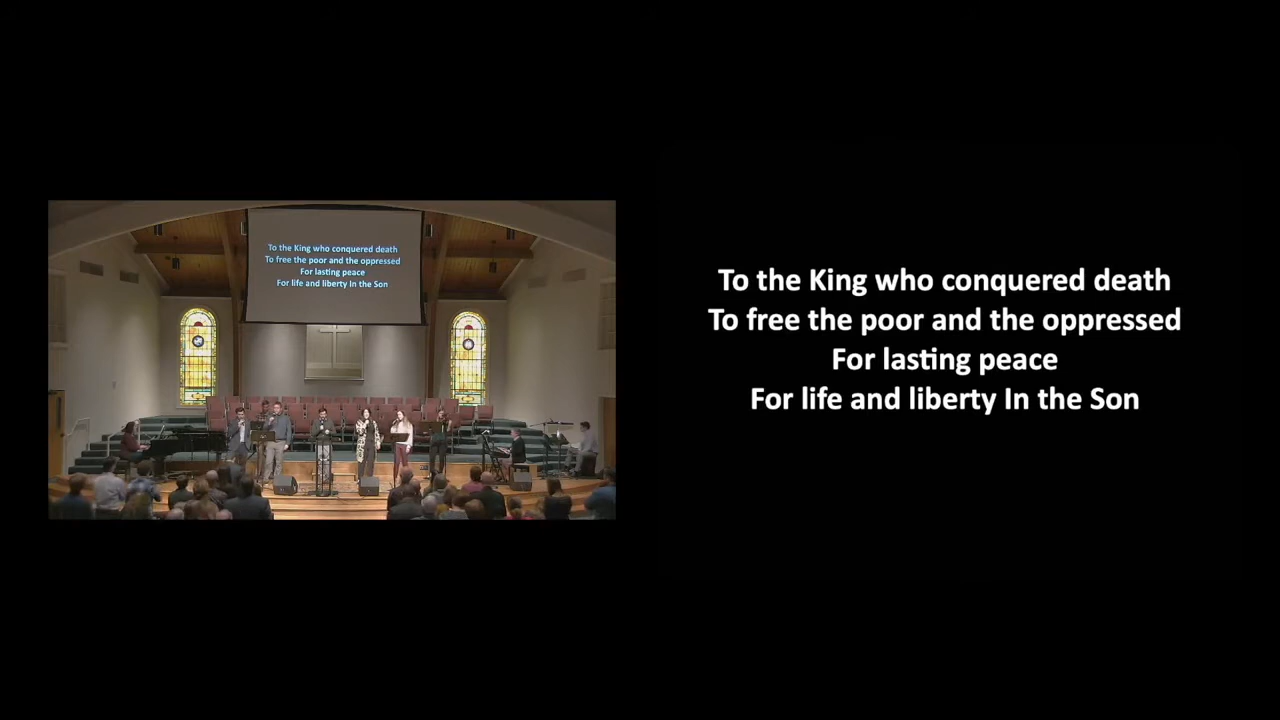 To the King who conquered death
To free the poor and the oppressed
For lasting peace
For life and liberty In the Son
To the King who conquered death
To free the poor and the oppressed
For lasting peace
For life and liberty In the Son